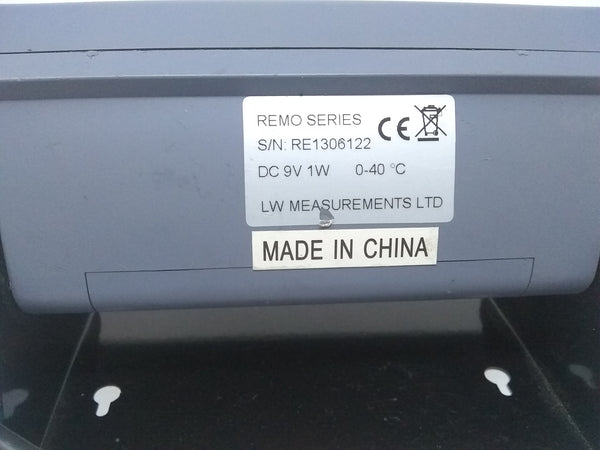 REMO SERIES
S/N: RE1306122
CE
DC 9V 1W 0-40 °C
LW MEASUREMENTS LTD
MADE IN CHINA